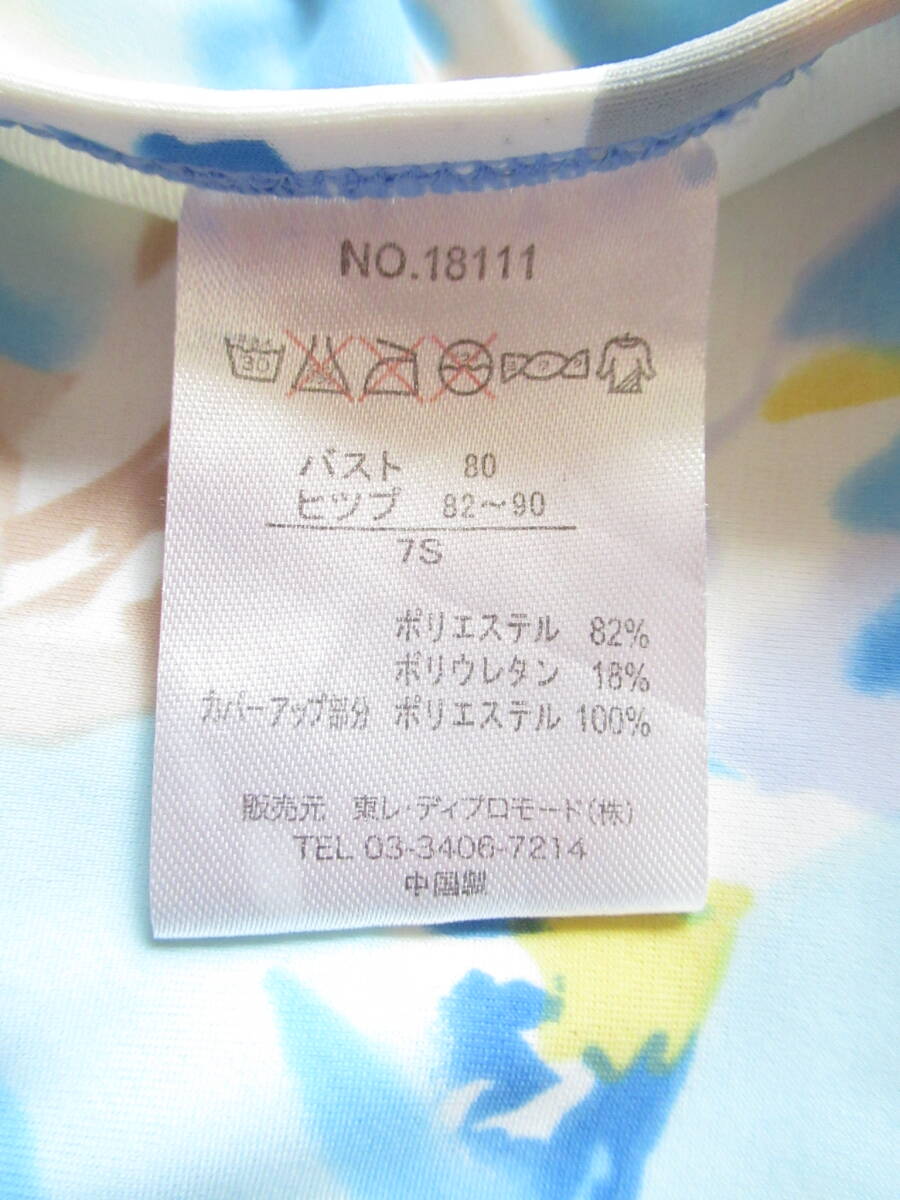 NO.18111
30
バスト 80
ヒップ 82～90
7S
ポリエステル 82%
ポリウレタン 18%
カバーアップ部分 ポリエステル 100%
販売元 東レ・ディプロモード(株)
TEL 03-3406-7214
中国製